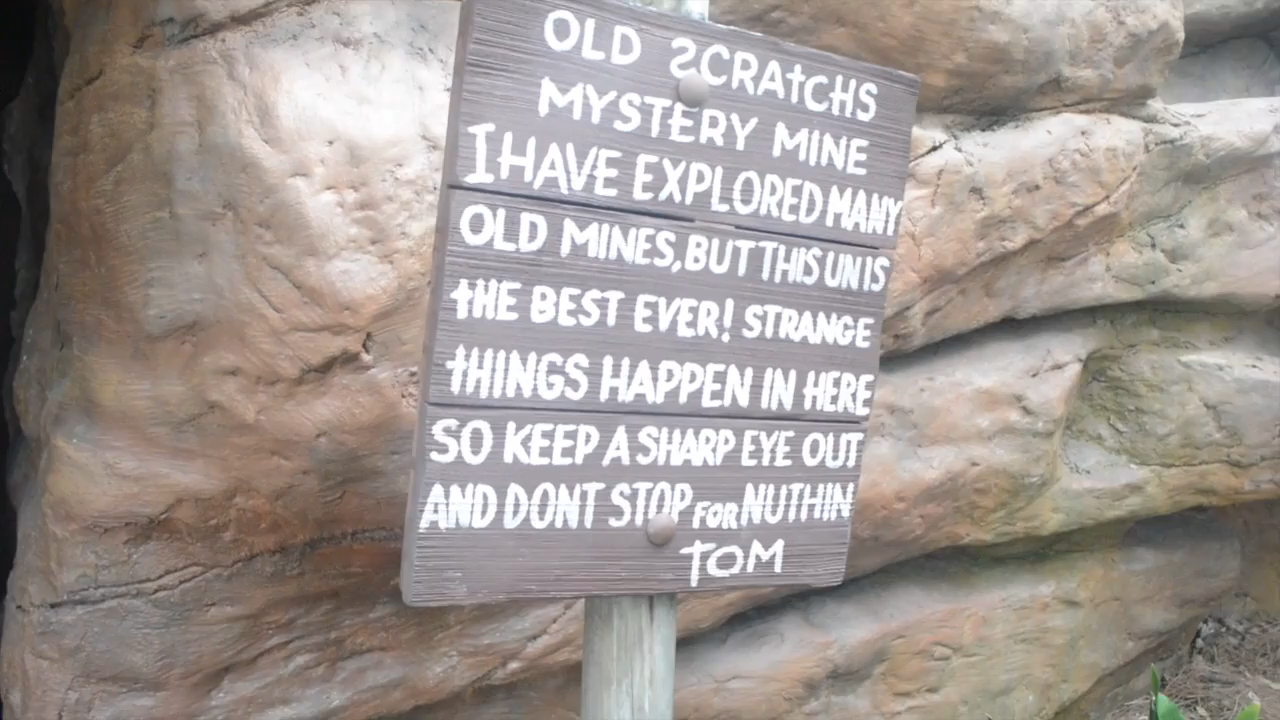 OLD SCRAtCHS
MYSTERY MINE
I HAVE EXPLORED MANY
OLD MINES, BUT THIS UN IS
tHE BEST EVER! STRANGE
tHINGS HAPPEN IN HERE
SO KEEP A SHARP EYE OUT
AND DONT STOP FOR NUTHIN
TOM